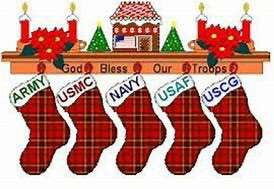 God Bless Our Troops
ARMY USMC NAVY USAF USCG